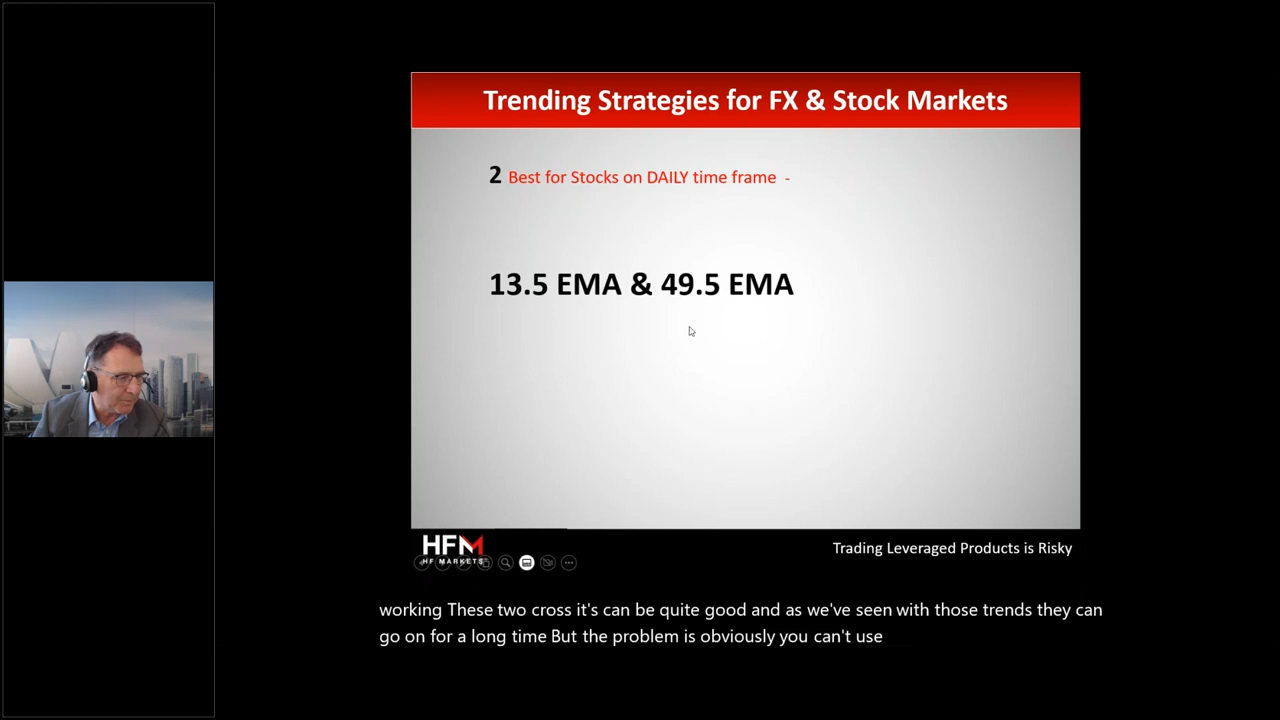 Trending Strategies for FX & Stock Markets
2 Best for Stocks on DAILY time frame -
13.5 EMA & 49.5 EMA
HFM
HF MARKETS
Trading Leveraged Products is Risky
working These two cross it's can be quite good and as we've seen with those trends they can
go on for a long time But the problem is obviously you can't use